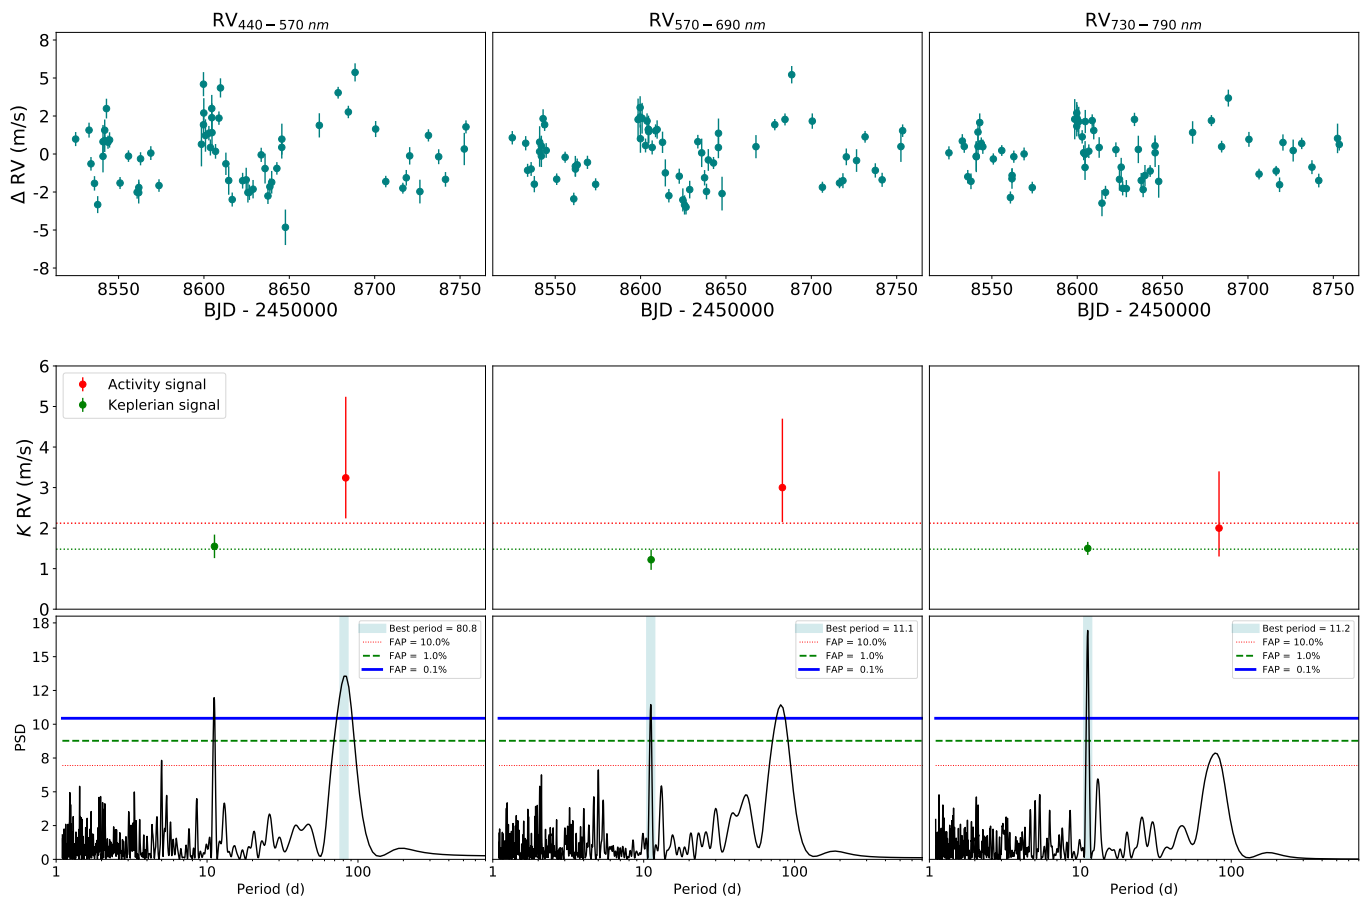 RV440−570 nm RV570−690 nm RV730−790 nm
Δ RV (m/s)
8
5
2
0
-2
-5
-8
8550 8600 8650 8700 8750 8550 8600 8650 8700 8750 8550 8600 8650 8700 8750
BJD - 2450000 BJD - 2450000 BJD - 2450000
K RV (m/s)
6
5
4
3
2
1
0
Activity signal
Keplerian signal
PSD
18
15
12
10
8
5
2
0
Best period = 80.8
FAP = 10.0%
FAP = 1.0%
FAP = 0.1%
Best period = 11.1
FAP = 10.0%
FAP = 1.0%
FAP = 0.1%
Best period = 11.2
FAP = 10.0%
FAP = 1.0%
FAP = 0.1%
1 10 100 1 10 100 1 10 100
Period (d) Period (d) Period (d)